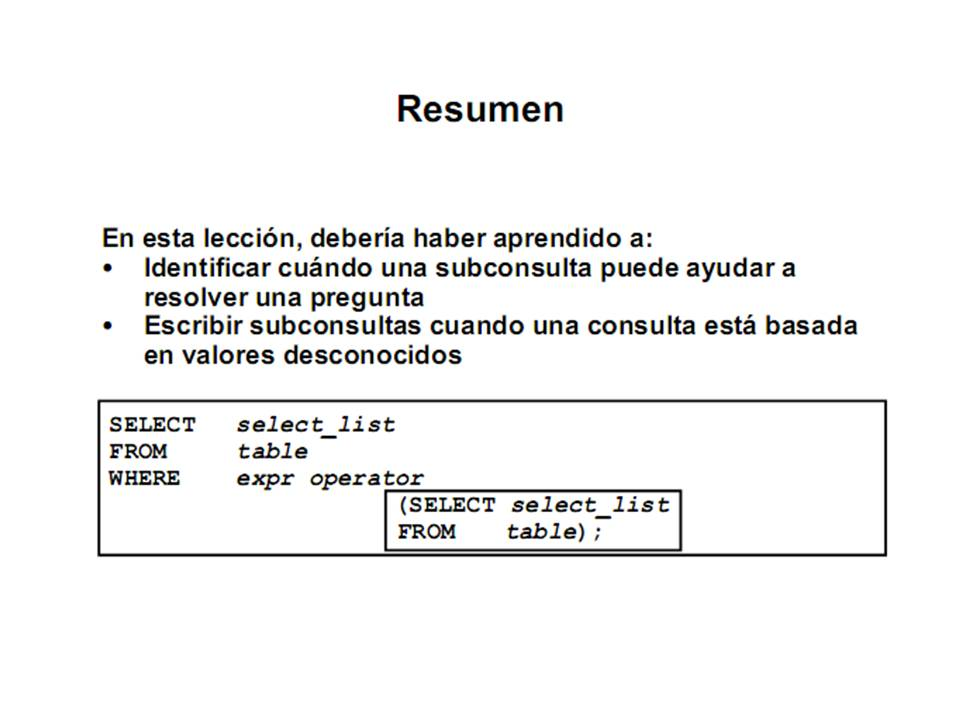 Resumen
En esta lección, debería haber aprendido a:
• Identificar cuándo una subconsulta puede ayudar a
resolver una pregunta
• Escribir subconsultas cuando una consulta está basada
en valores desconocidos
SELECT select_list
FROM table
WHERE expr operator
(SELECT select_list
FROM table);